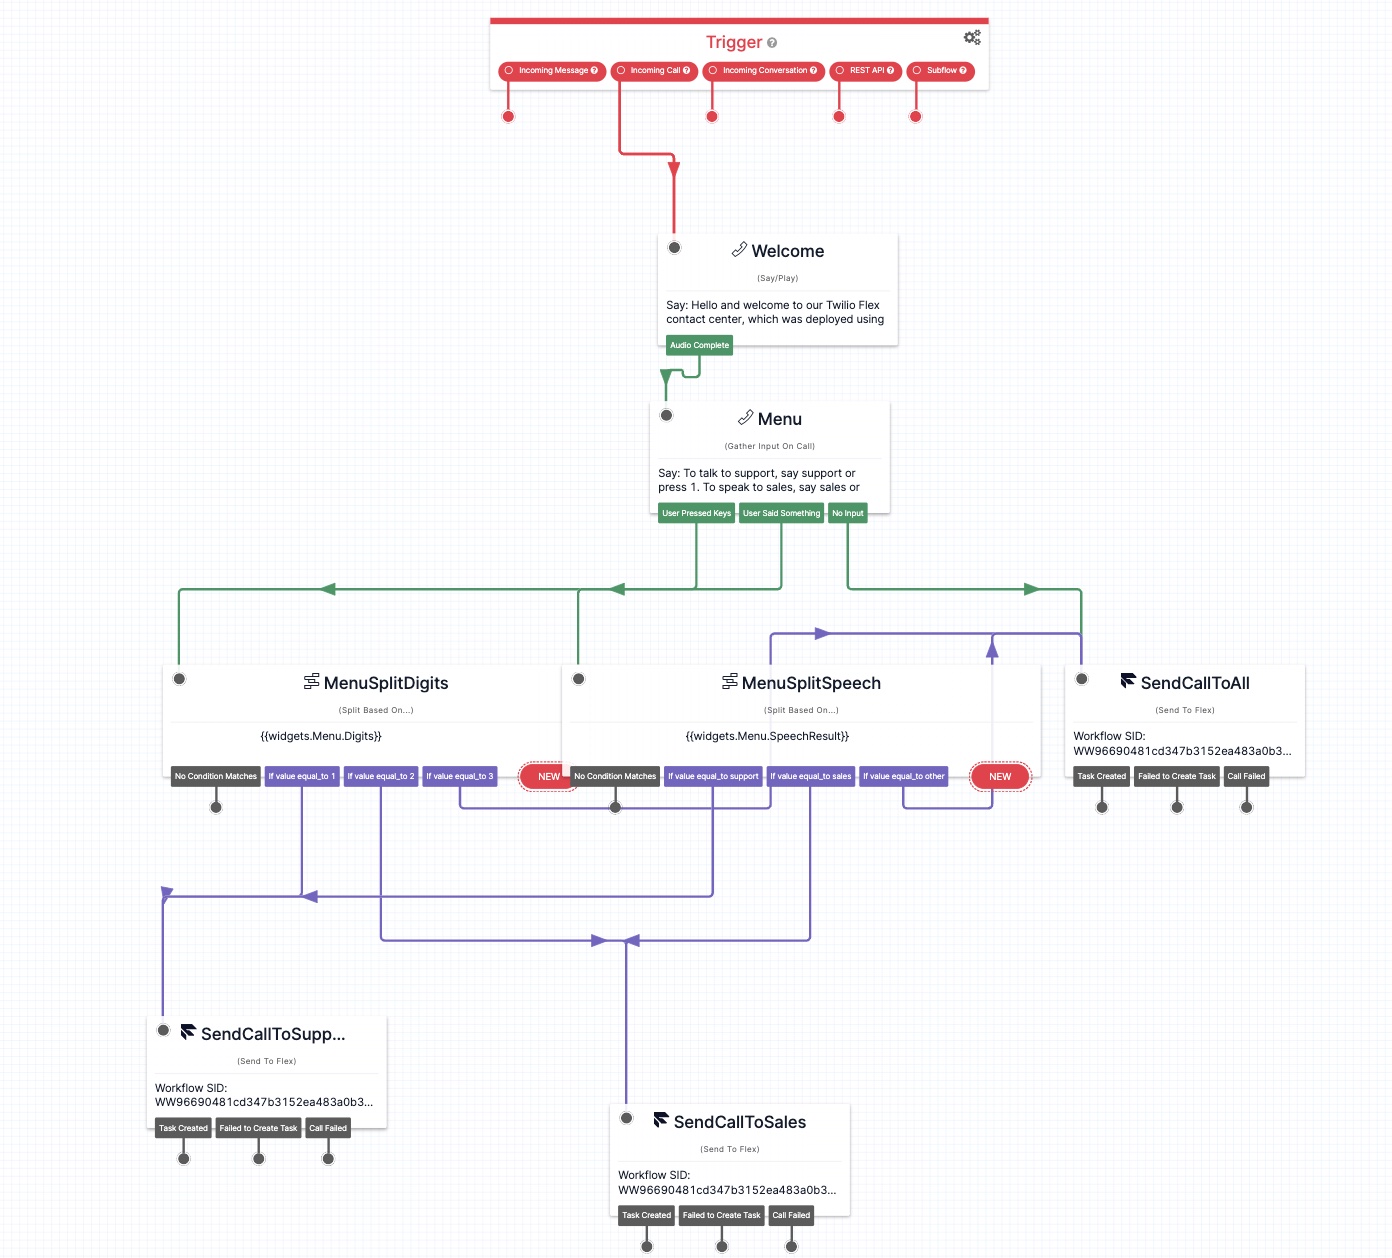 Trigger
Incoming Message
Incoming Call
Incoming Conversation
REST API
Subflow
Welcome
(Say/Play)
Say: Hello and welcome to our Twilio Flex
contact center, which was deployed using
Audio Complete
Menu
(Gather Input On Call)
Say: To talk to support, say support or
press 1. To speak to sales, say sales or
User Pressed Keys
User Said Something
No Input
MenuSplitDigits
(Split Based On...)
{{widgets.Menu.Digits}}
No Condition Matches
If value equal_to 1
If value equal_to 2
If value equal_to 3
NEW
MenuSplitSpeech
(Split Based On...)
{{widgets.Menu.SpeechResult}}
No Condition Matches
If value equal_to support
If value equal_to sales
If value equal_to other
NEW
SendCallToAll
(Send To Flex)
Workflow SID:
WW96690481cd347b3152ea483a0b3...
Task Created
Failed to Create Task
Call Failed
SendCallToSupp...
(Send To Flex)
Workflow SID:
WW96690481cd347b3152ea483a0b3...
Task Created
Failed to Create Task
Call Failed
SendCallToSales
(Send To Flex)
Workflow SID:
WW96690481cd347b3152ea483a0b3...
Task Created
Failed to Create Task
Call Failed